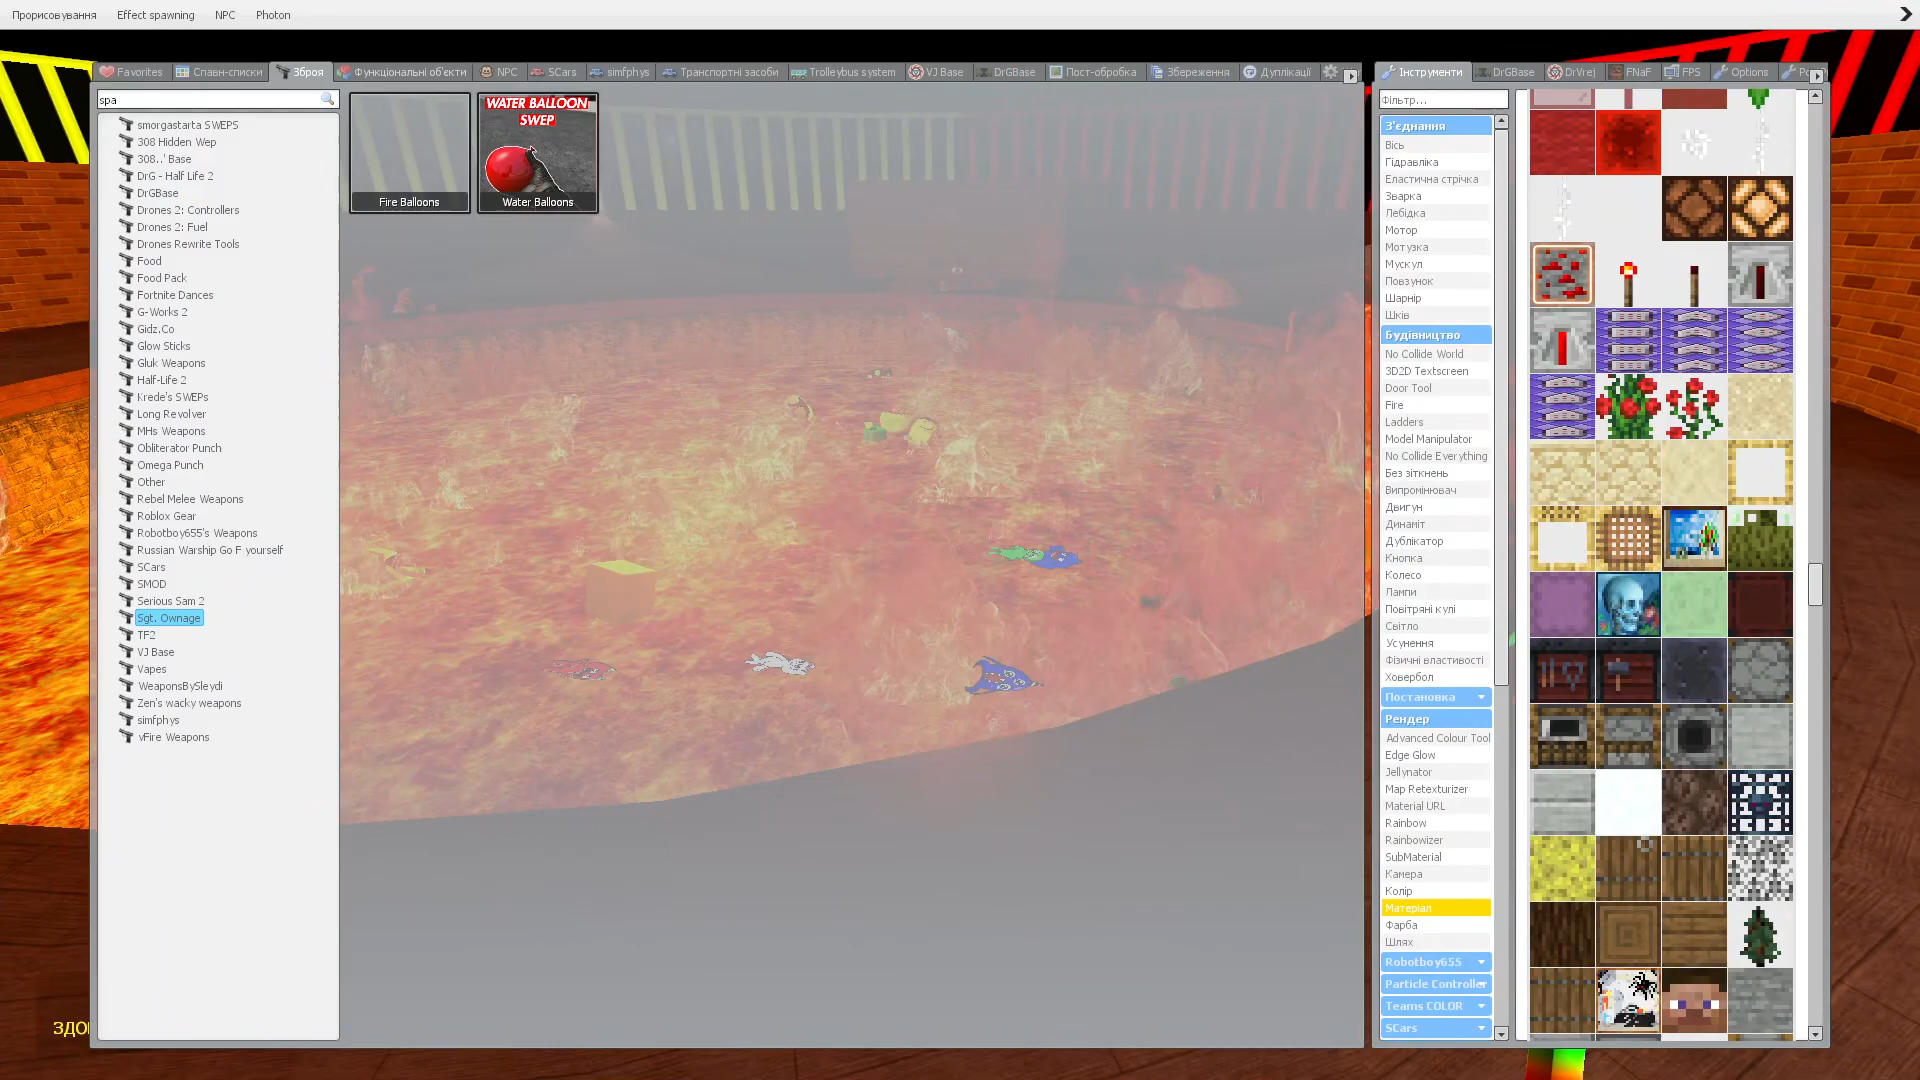 Прорисовування Effect spawning NPC Photon
Favorites Спавн-списки Зброя Функціональні об'єкти NPC SCars simfphys Транспортні засоби Trolleybus system VJ Base DrGBase Пост-обробка Збереження Дуплікації
Інструменти DrGBase DrVrej FNaF FPS Options
spa
smorgastarta SWEPS
308 Hidden Wep
308..' Base
DrG - Half Life 2
DrGBase
Drones 2: Controllers
Drones 2: Fuel
Drones Rewrite Tools
Food
Food Pack
Fortnite Dances
G-Works 2
Gidz.Co
Glow Sticks
Gluk Weapons
Half-Life 2
Krede's SWEPs
Long Revolver
MHs Weapons
Obliterator Punch
Omega Punch
Other
Rebel Melee Weapons
Roblox Gear
Robotboy655's Weapons
Russian Warship Go F yourself
SCars
SMOD
Serious Sam 2
Sgt. Ownage
TF2
VJ Base
Vapes
WeaponsBySleydi
Zen's wacky weapons
simfphys
vFire Weapons
Fire Balloons
WATER BALLOON
SWEP
Water Balloons
Фільтр...
З'єднання
Вісь
Гідравліка
Еластична стрічка
Зварка
Лебідка
Мотор
Мотузка
Мускул
Повзунок
Шарнір
Шків
Будівництво
No Collide World
3D2D Textscreen
Door Tool
Fire
Ladders
Model Manipulator
No Collide Everything
Без зіткнень
Випромінювач
Двигун
Динаміт
Дублікатор
Кнопка
Колесо
Лампи
Повітряні кулі
Світло
Усунення
Фізичні властивості
Ховербол
Постановка
Рендер
Advanced Colour Tool
Edge Glow
Jellynator
Map Retexturizer
Material URL
Rainbow
Rainbowizer
SubMaterial
Камера
Колір
Матеріал
Фарба
Шлях
Robotboy655
Particle Controller
Teams COLOR
SCars